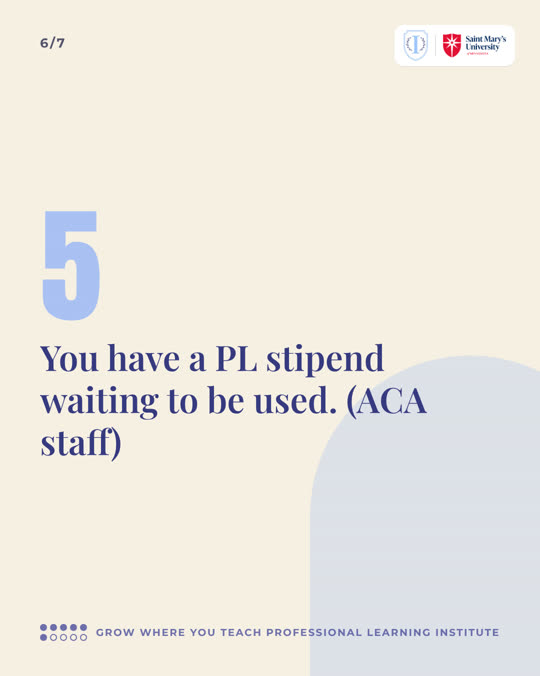 6/7
I
Saint Mary's
University
5
You have a PL stipend
waiting to be used. (ACA
staff)
GROW WHERE YOU TEACH PROFESSIONAL LEARNING INSTITUTE